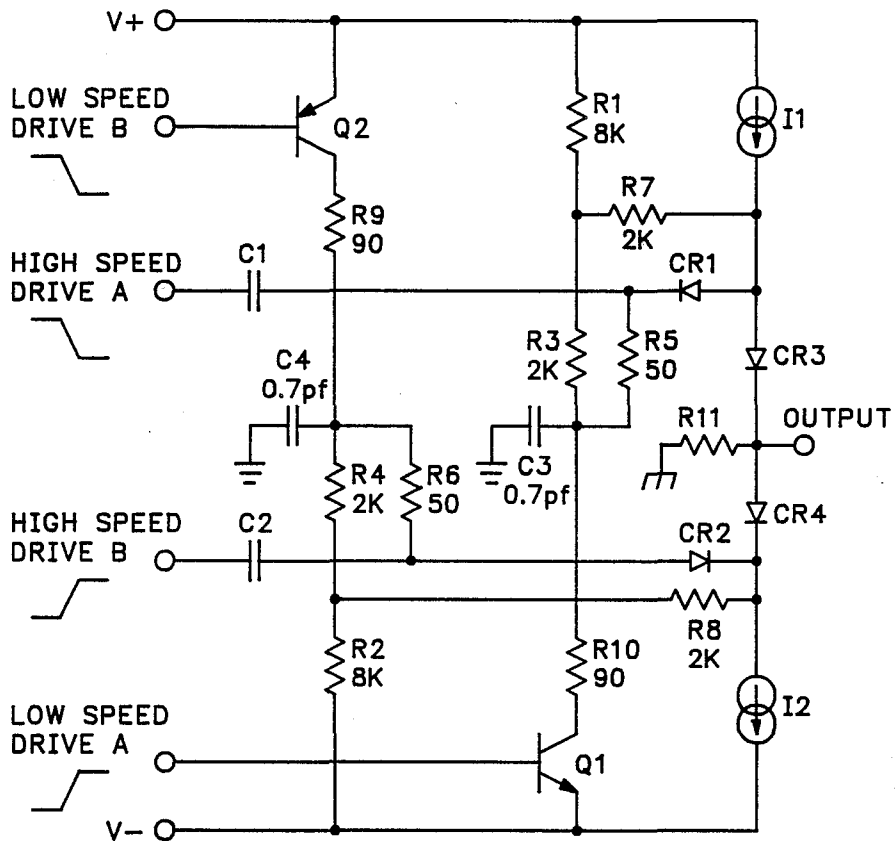 V+
LOW SPEED
DRIVE B
Q2
R1
8K
I1
R7
2K
R9
90
C1
CR1
HIGH SPEED
DRIVE A
R3
2K
R5
50
CR3
C4
0.7pf
R11
OUTPUT
C3
0.7pf
R4
2K
R6
50
CR4
HIGH SPEED
DRIVE B
C2
CR2
R8
2K
R2
8K
R10
90
I2
LOW SPEED
DRIVE A
Q1
V-